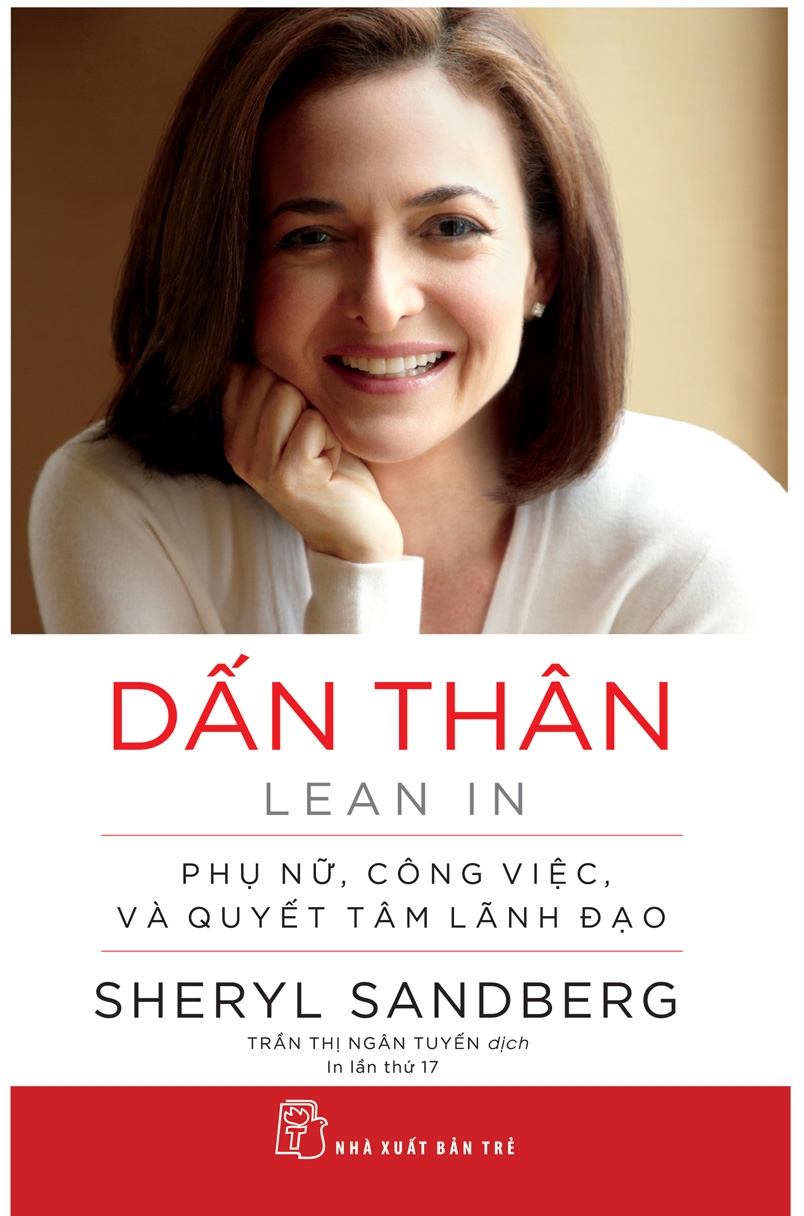 DẤN THÂN
LEAN IN
PHỤ NỮ, CÔNG VIỆC,
VÀ QUYẾT TÂM LÃNH ĐẠO
SHERYL SANDBERG
TRẦN THỊ NGÂN TUYẾN dịch
In lần thứ 17
T NHÀ XUẤT BẢN TRẺ